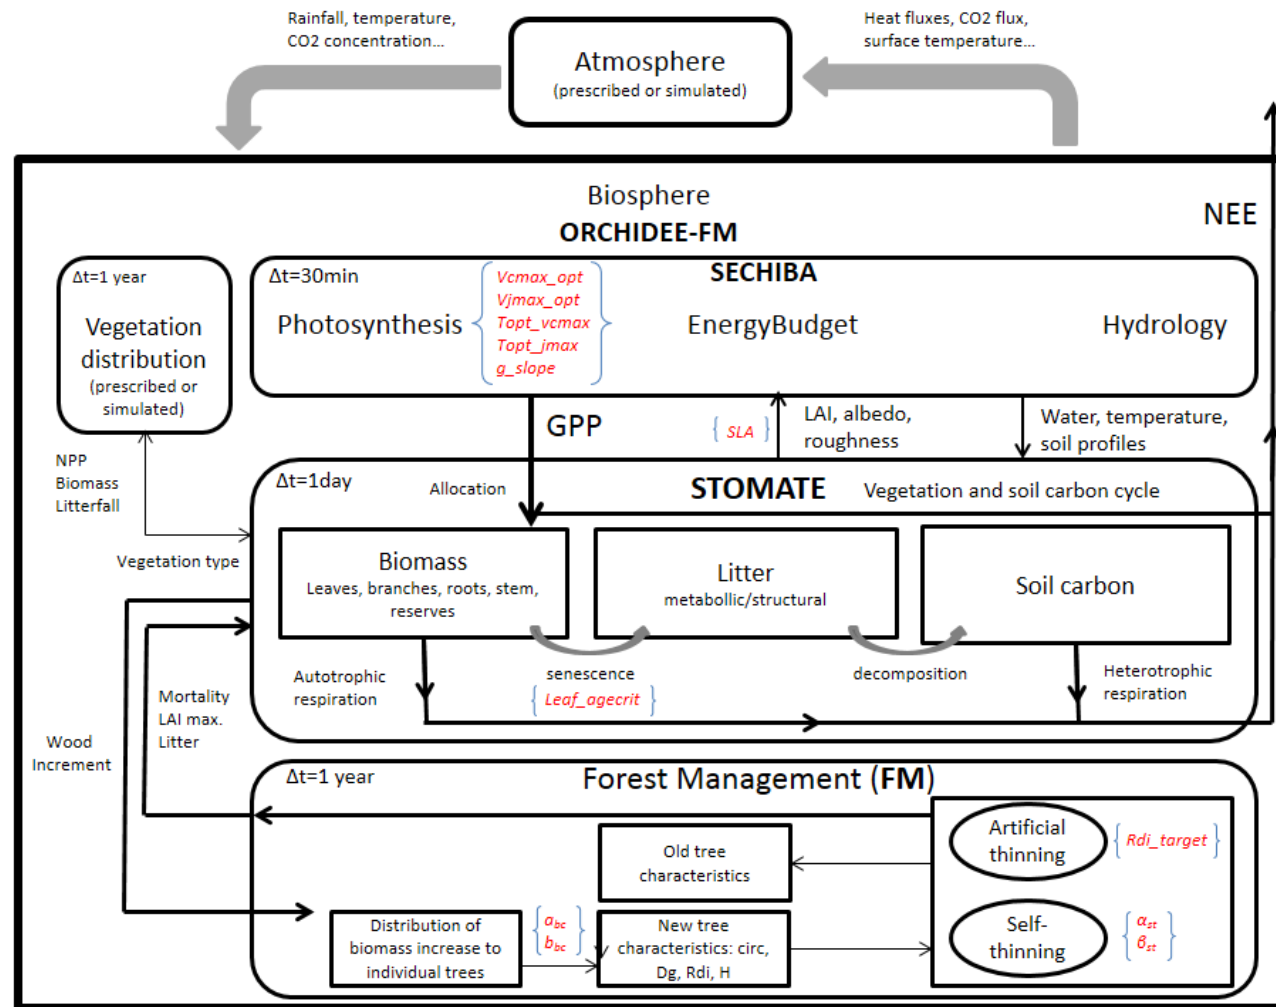 Rainfall, temperature,
CO2 concentration...
Atmosphere
(prescribed or simulated)
Heat fluxes, CO2 flux,
surface temperature...
Biosphere
ORCHIDEE-FM
NEE
Δt=1 year
Vegetation
distribution
(prescribed or
simulated)
Δt=30min
SECHIBA
Photosynthesis
Vcmax_opt
Vjmax_opt
Topt_vcmax
Topt_jmax
g_slope
EnergyBudget
Hydrology
GPP
SLA
LAI, albedo,
roughness
Water, temperature,
soil profiles
NPP
Biomass
Litterfall
Vegetation type
Δt=1day
Allocation
STOMATE
Vegetation and soil carbon cycle
Biomass
Leaves, branches, roots, stem,
reserves
Litter
metabollic/structural
Soil carbon
Autotrophic
respiration
senescence
Leaf_agecrit
decomposition
Heterotrophic
respiration
Mortality
LAI max.
Litter
Wood
Increment
Δt=1 year
Forest Management (FM)
Artificial
thinning
Rdi_target
Old tree
characteristics
Distribution of
biomass increase to
individual trees
a_bc
b_bc
New tree
characteristics: circ,
Dg, Rdi, H
Self-
thinning
α_st
β_st